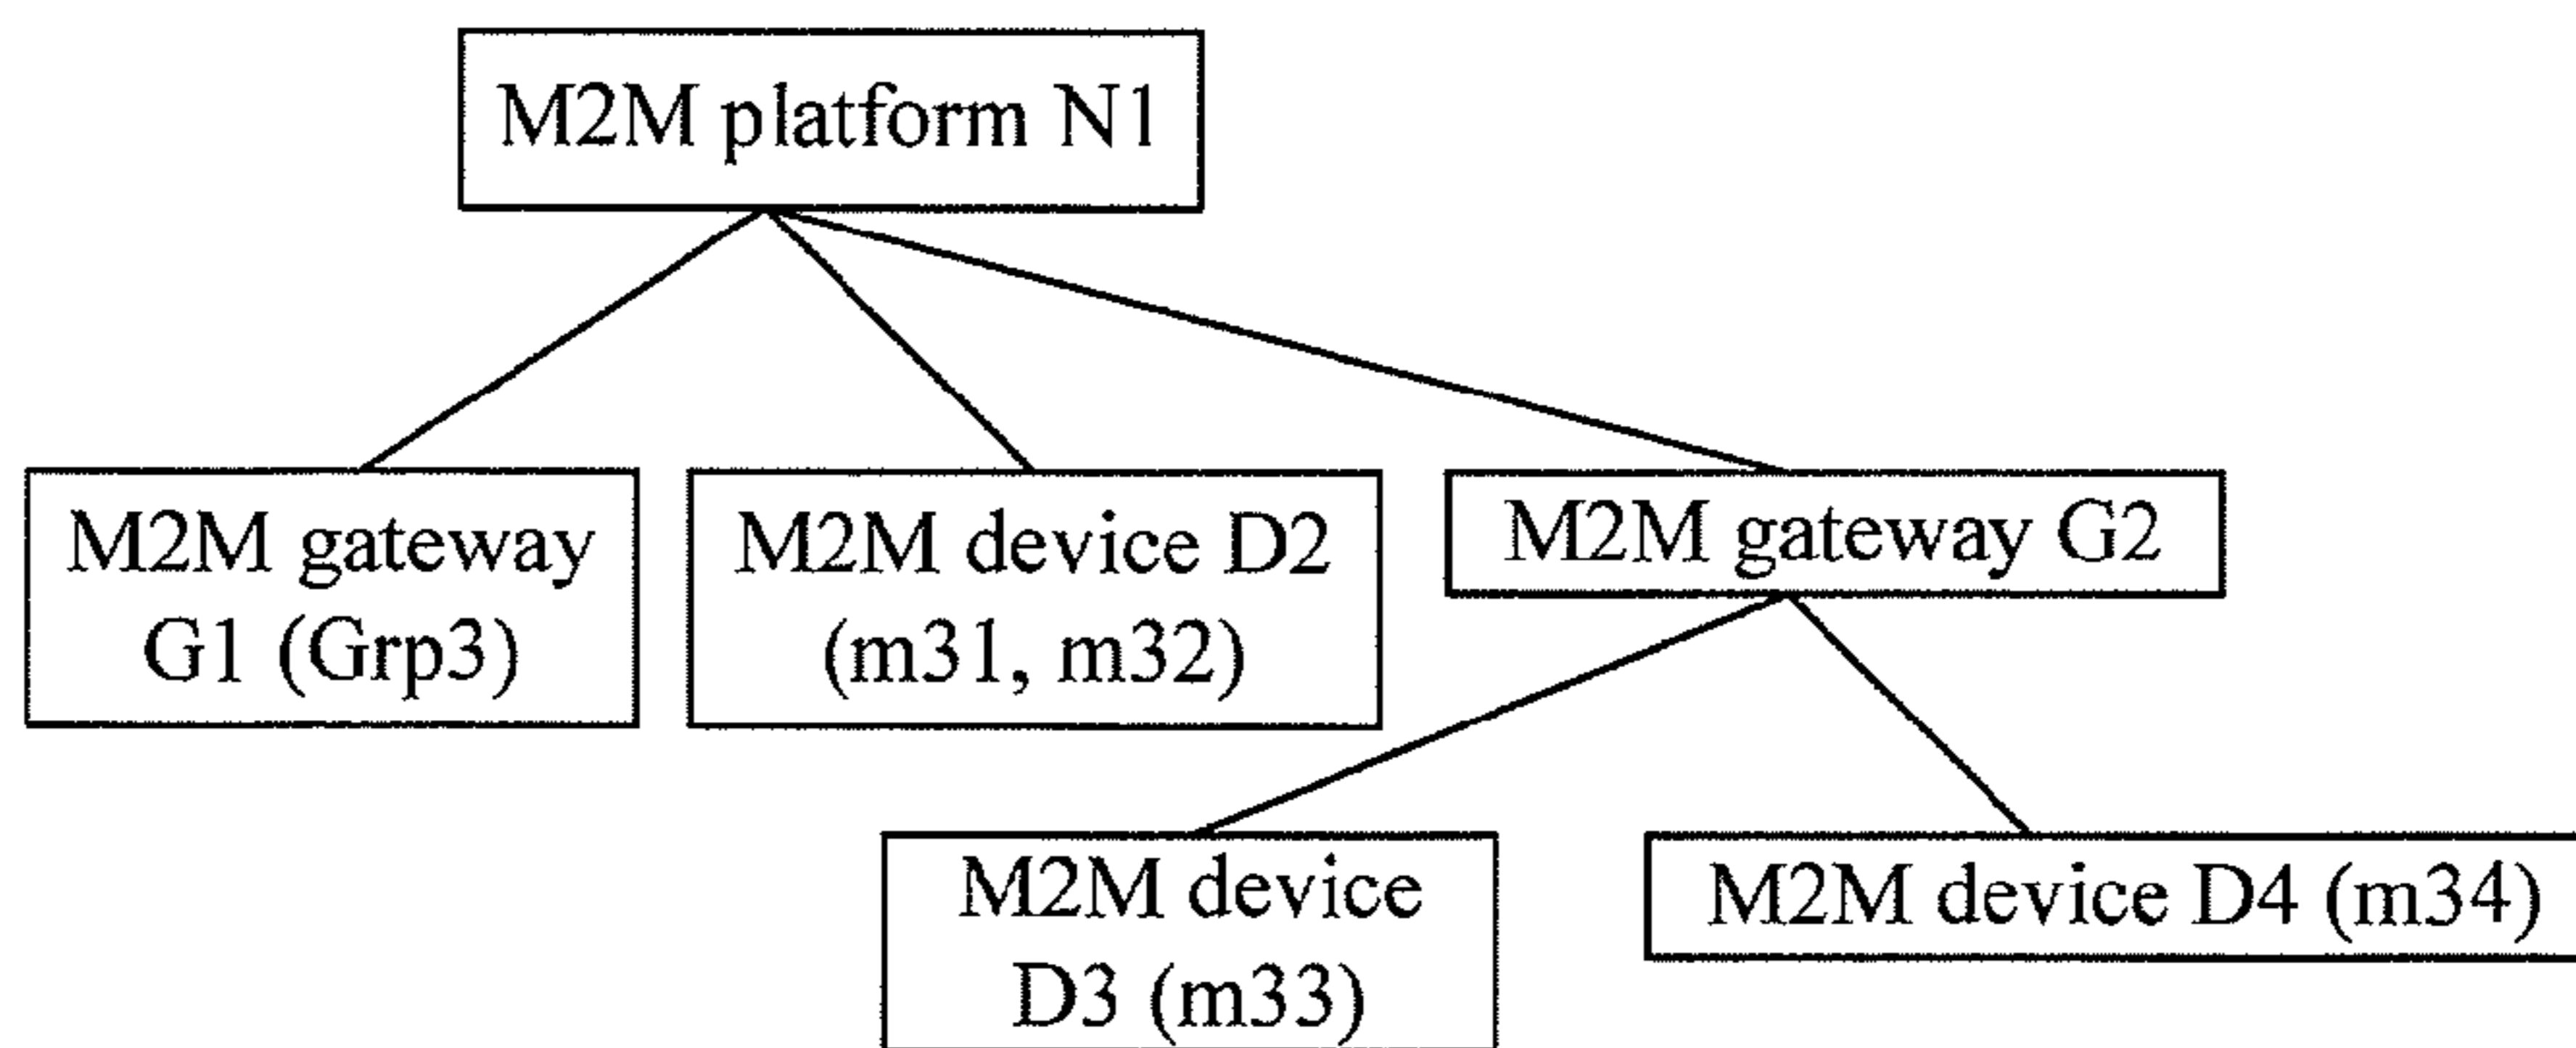 M2M platform N1
M2M gateway
G1 (Grp3)
M2M device D2
(m31, m32)
M2M gateway G2
M2M device
D3 (m33)
M2M device D4 (m34)